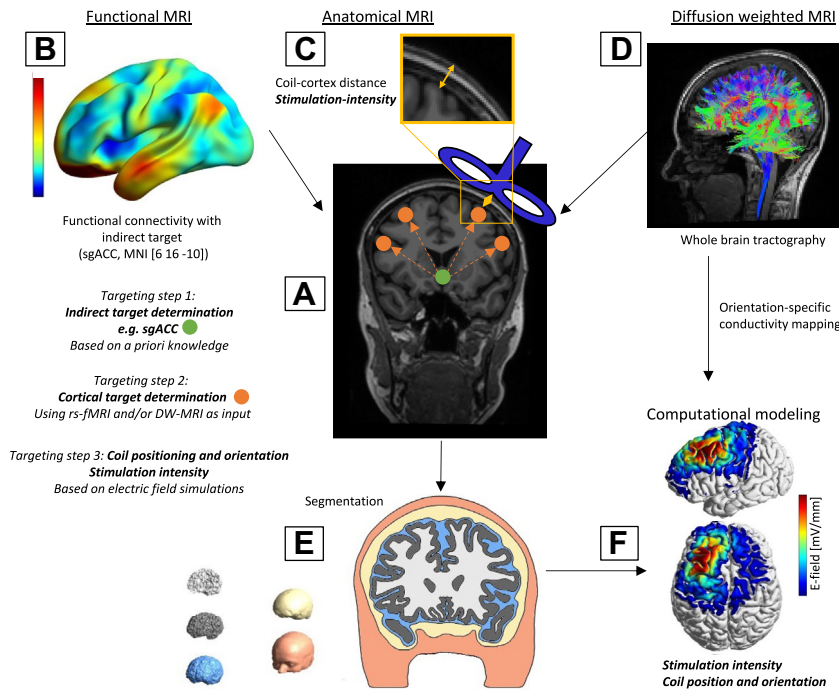 Functional MRI
Anatomical MRI
Diffusion weighted MRI
B
C
D
Coil-cortex distance
Stimulation-intensity
Functional connectivity with
indirect target
(sgACC, MNI [6 16 -10])
Whole brain tractography
A
Targeting step 1:
Indirect target determination
e.g. sgACC
Based on a priori knowledge
Orientation-specific
conductivity mapping
Targeting step 2:
Cortical target determination
Using rs-fMRI and/or DW-MRI as input
Computational modeling
Targeting step 3: Coil positioning and orientation
Stimulation intensity
Based on electric field simulations
Segmentation
E
F
E-field [mV/mm]
Stimulation intensity
Coil position and orientation